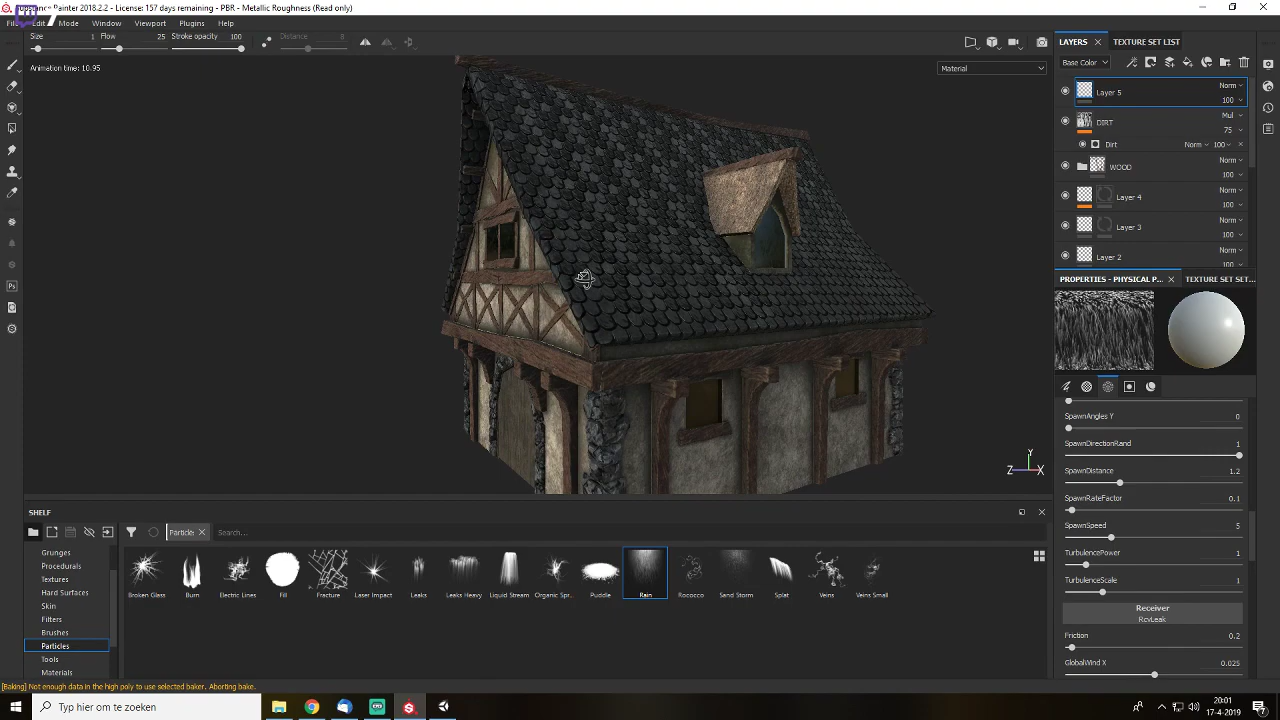 Substance Painter 2018.2.2 - License: 157 days remaining - PBR - Metallic Roughness (Read only)
Edit Mode Window Viewport Plugins Help
Size 1 Flow 25 Stroke opacity 100 Distance 8
Animation time: 10.95
Material
LAYERS TEXTURE SET LIST
Base Color
Layer 5 Norm 100
DIRT Mul 75
Dirt Norm 100
WOOD Norm 100
Layer 4 Norm 100
Layer 3 Norm 100
Layer 2 Norm 100
PROPERTIES - PHYSICAL P... TEXTURE SET SET...
SpawnAngles Y 0
SpawnDirectionRand 1
SpawnDistance 1.2
SpawnRateFactor 0.1
SpawnSpeed 5
TurbulencePower 1
TurbulenceScale 1
Receiver
RcvLeak
Friction 0.2
GlobalWind X 0.025
Y
Z X
SHELF
Particle Search...
Grunges
Procedurals
Textures
Hard Surfaces
Skin
Filters
Brushes
Particles
Tools
Materials
Broken Glass Burn Electric Lines Fill Fracture Laser Impact Leaks Leaks Heavy Liquid Stream Organic Spr... Puddle Rain Rococco Sand Storm Splat Veins Veins Small
[Baking] Not enough data in the high poly to use selected baker. Aborting bake.
Typ hier om te zoeken
20:01
17-4-2019